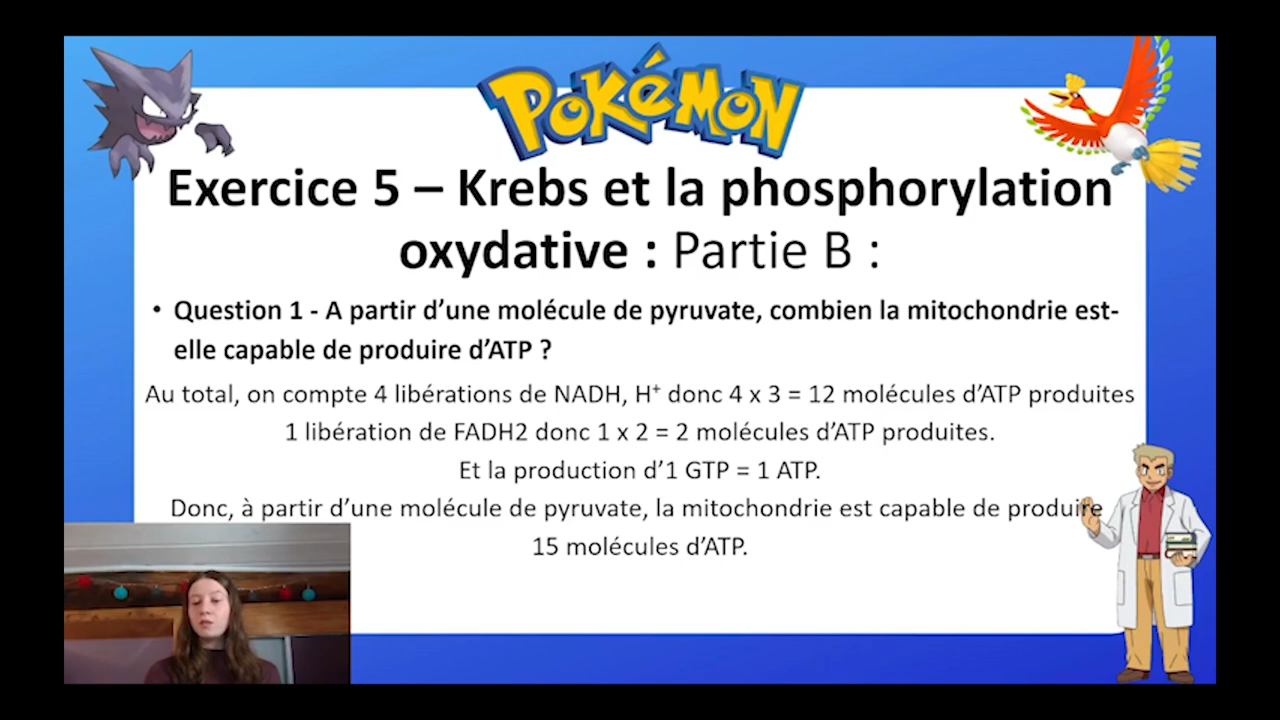 POKéMON
Exercice 5 – Krebs et la phosphorylation
oxydative : Partie B :
• Question 1 - A partir d’une molécule de pyruvate, combien la mitochondrie est-
elle capable de produire d’ATP ?
Au total, on compte 4 libérations de NADH, H⁺ donc 4 x 3 = 12 molécules d’ATP produites
1 libération de FADH2 donc 1 x 2 = 2 molécules d’ATP produites.
Et la production d’1 GTP = 1 ATP.
Donc, à partir d’une molécule de pyruvate, la mitochondrie est capable de produire
15 molécules d’ATP.